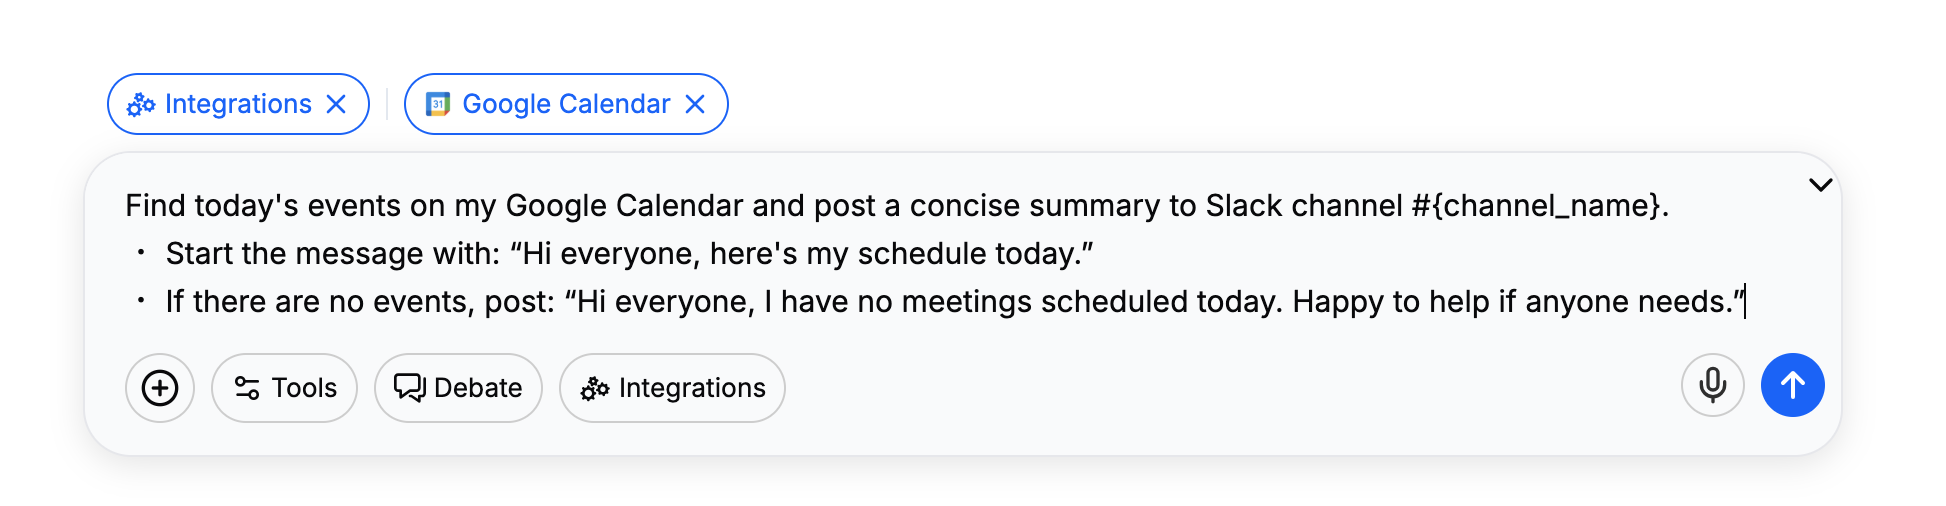 Integrations
Google Calendar
Find today's events on my Google Calendar and post a concise summary to Slack channel #{channel_name}.
• Start the message with: “Hi everyone, here's my schedule today.”
• If there are no events, post: “Hi everyone, I have no meetings scheduled today. Happy to help if anyone needs.”
Tools
Debate
Integrations